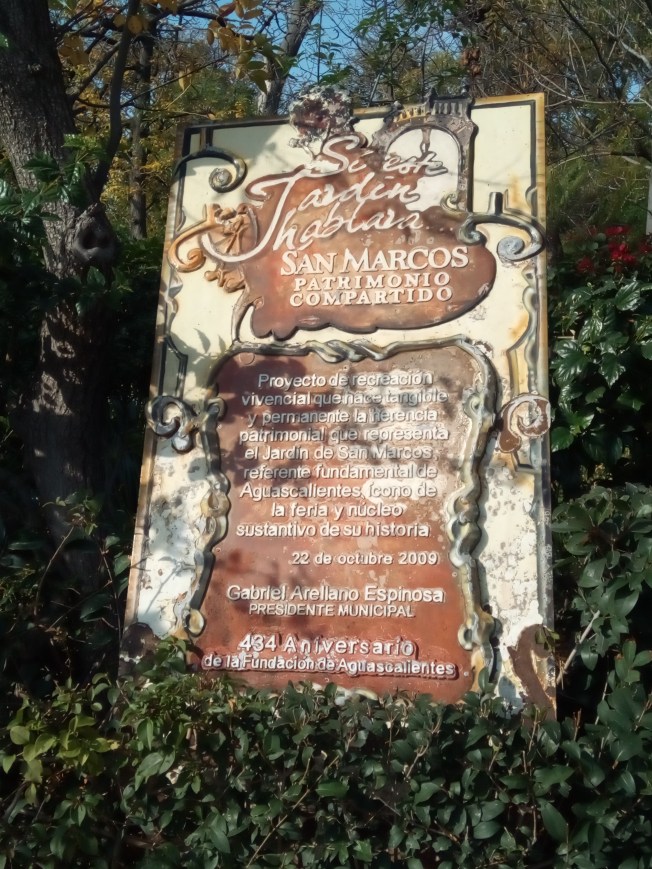 Si este
Jardín
hablara
SAN MARCOS
PATRIMONIO
COMPARTIDO
Proyecto de recreación
vivencial que hace tangible
y permanente la herencia
patrimonial que representa
el Jardín de San Marcos
referente fundamental de
Aguascalientes, ícono de
la feria y núcleo
sustantivo de su historia
22 de octubre 2009
Gabriel Arellano Espinosa
PRESIDENTE MUNICIPAL
434 Aniversario
de la Fundación de Aguascalientes